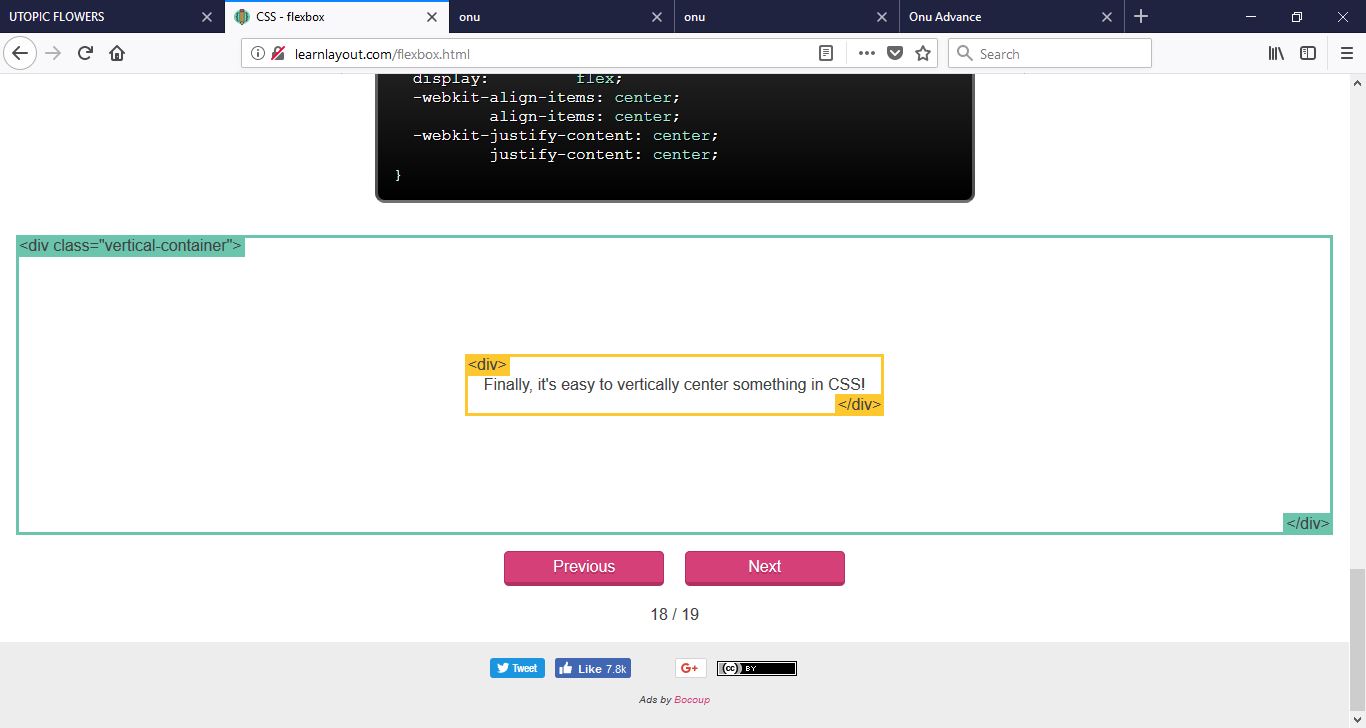 UTOPIC FLOWERS
CSS - flexbox
onu
onu
Onu Advance
learnlayout.com/flexbox.html
Search
display:         flex;
-webkit-align-items: center;
        align-items: center;
-webkit-justify-content: center;
        justify-content: center;
}
<div class="vertical-container">
<div>
Finally, it's easy to vertically center something in CSS!
</div>
</div>
Previous
Next
18 / 19
Tweet
Like 7.8k
G+
cc BY
Ads by Bocoup